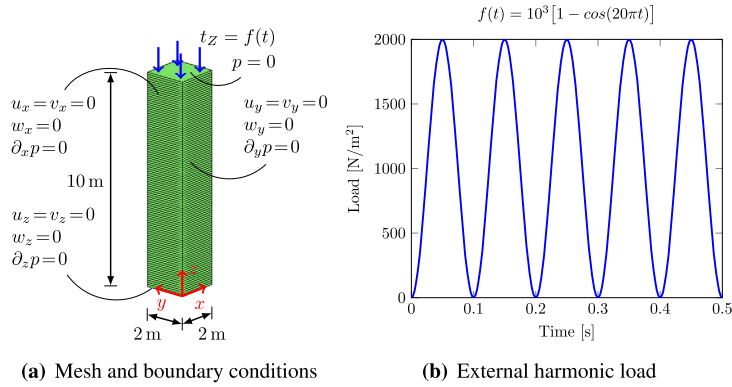 t_Z = f(t)
p = 0
u_x = v_x = 0
w_x = 0
∂_x p = 0
u_y = v_y = 0
w_y = 0
∂_y p = 0
10 m
u_z = v_z = 0
w_z = 0
∂_z p = 0
z
y
x
2 m
2 m
(a) Mesh and boundary conditions
f(t) = 10^3[1 − cos(20πt)]
2000
1500
1000
500
0
Load [N/m^2]
0
0.1
0.2
0.3
0.4
0.5
Time [s]
(b) External harmonic load